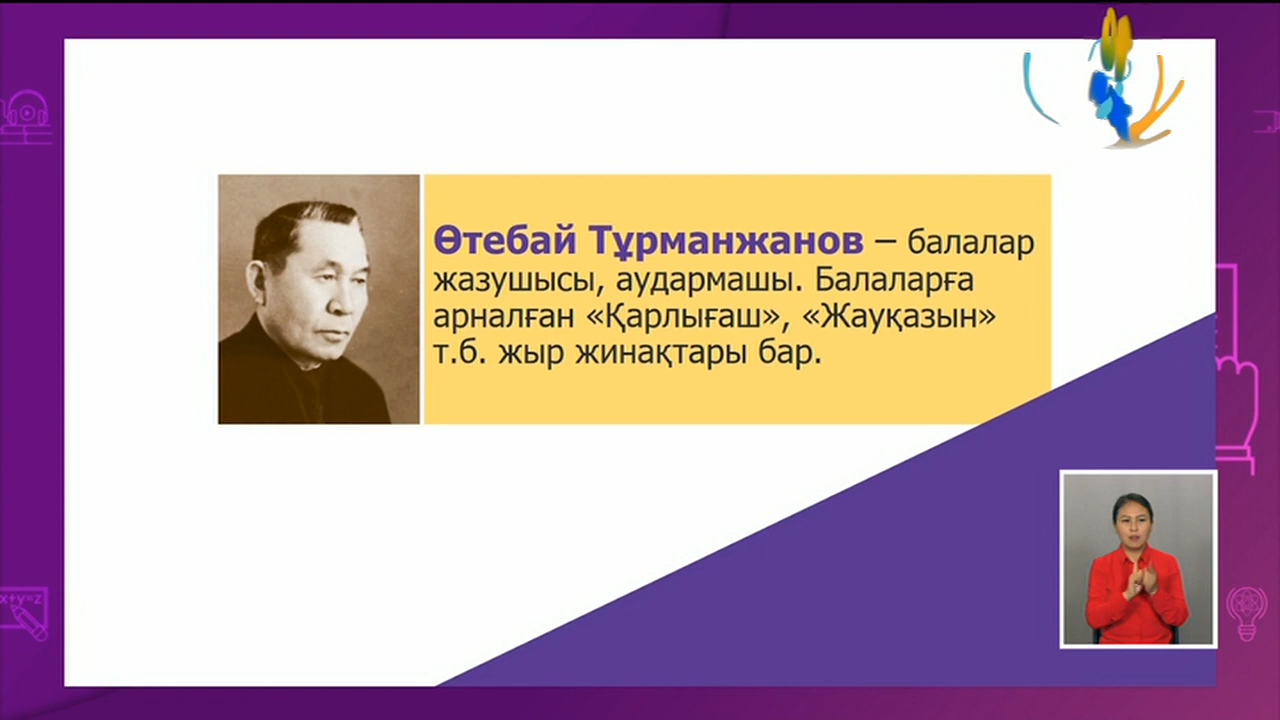 Өтебай Тұрманжанов – балалар
жазушысы, аудармашы. Балаларға
арналған «Қарлығаш», «Жауқазын»
т.б. жыр жинақтары бар.
x+y=z